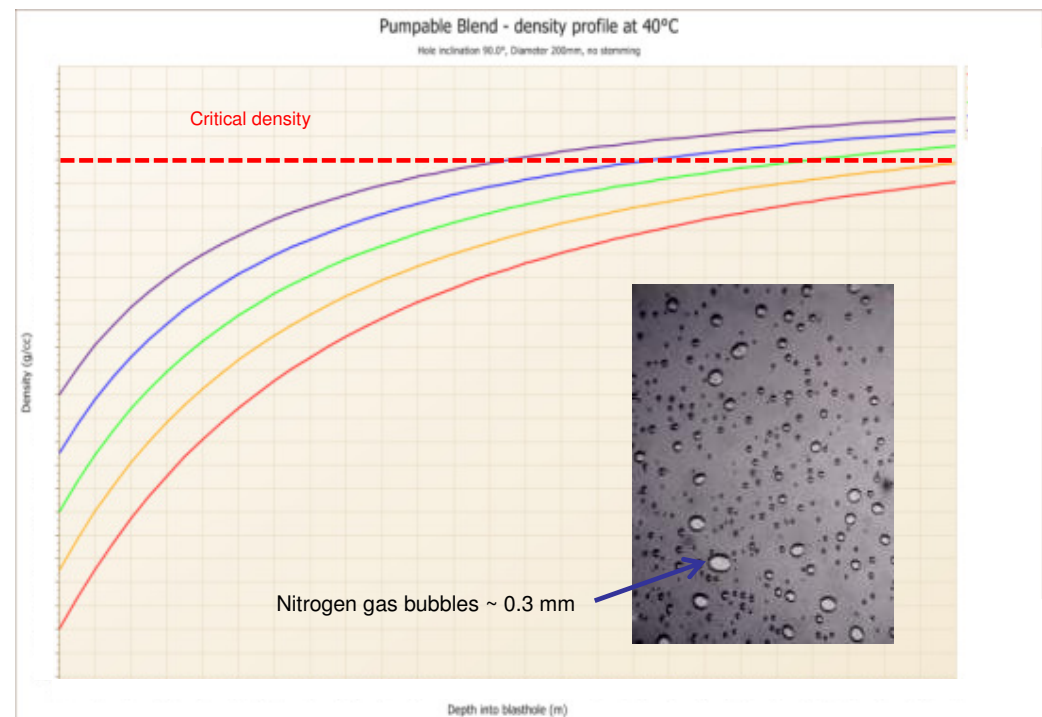 Pumpable Blend - density profile at 40°C
Hole inclination 90.0°, Diameter 200mm, no stemming
Critical density
Density (g/cc)
Nitrogen gas bubbles ~ 0.3 mm
Depth into blasthole (m)